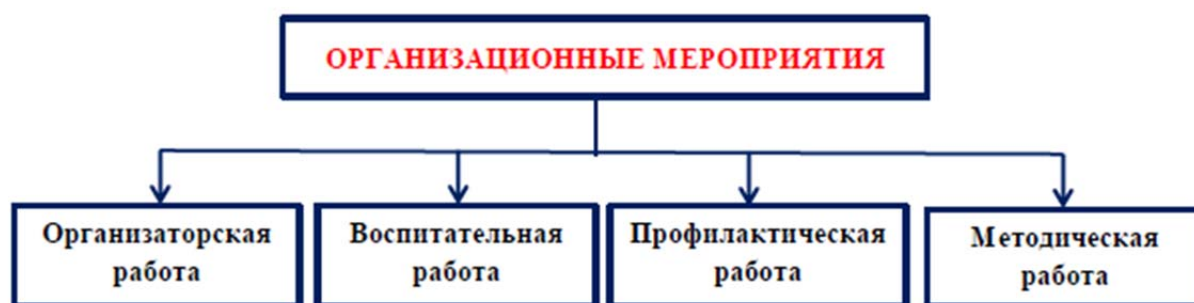 ОРГАНИЗАЦИОННЫЕ МЕРОПРИЯТИЯ
Организаторская
работа
Воспитательная
работа
Профилактическая
работа
Методическая
работа